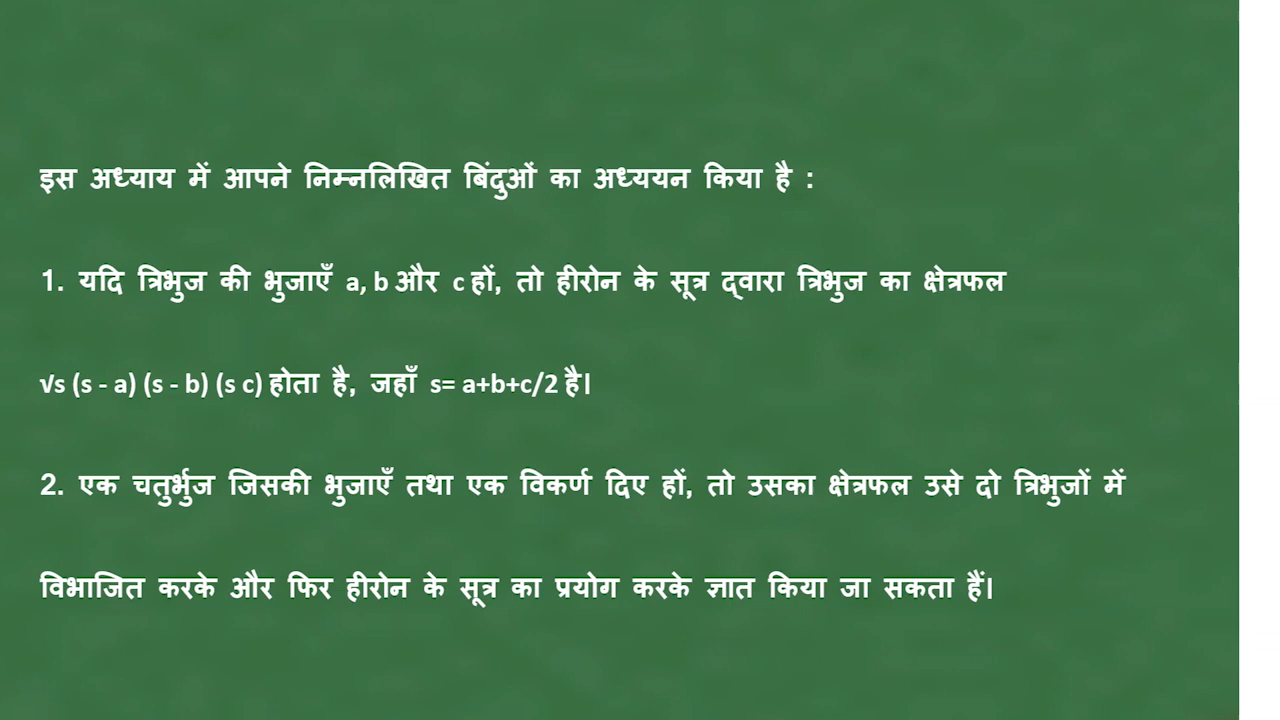 इस अध्याय में आपने निम्नलिखित बिंदुओं का अध्ययन किया है :
1. यदि त्रिभुज की भुजाएँ a, b और c हों, तो हीरोन के सूत्र द्वारा त्रिभुज का क्षेत्रफल
√s (s - a) (s - b) (s c) होता है, जहाँ s= a+b+c/2 है।
2. एक चतुर्भुज जिसकी भुजाएँ तथा एक विकर्ण दिए हों, तो उसका क्षेत्रफल उसे दो त्रिभुजों में
विभाजित करके और फिर हीरोन के सूत्र का प्रयोग करके ज्ञात किया जा सकता हैं।